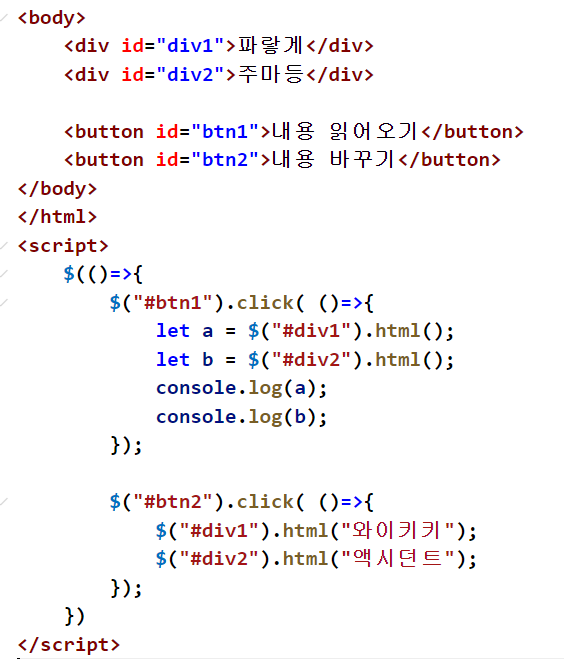 <body>
    <div id="div1">파랗게</div>
    <div id="div2">주마등</div>

    <button id="btn1">내용 읽어오기</button>
    <button id="btn2">내용 바꾸기</button>
</body>
</html>
<script>
    $(()=>{
        $("#btn1").click( ()=>{
            let a = $("#div1").html();
            let b = $("#div2").html();
            console.log(a);
            console.log(b);
        });

        $("#btn2").click( ()=>{
            $("#div1").html("와이키키");
            $("#div2").html("액시던트");
        });
    })
</script>